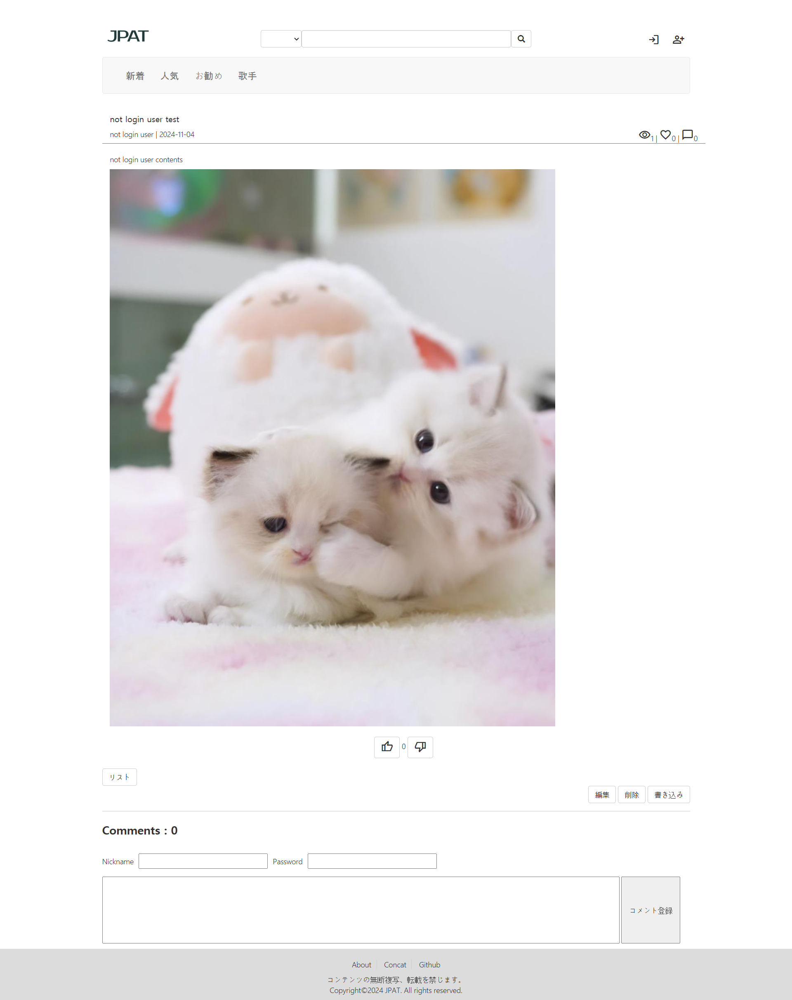 JPAT
新着 人気 お勧め 歌手
not login user test
not login user | 2024-11-04
1 | 0 | 0
not login user contents
0
リスト
編集 削除 書き込み
Comments : 0
Nickname Password
コメント登録
About Concat Github
コンテンツの無断複写、転載を禁じます。
Copyright©2024 JPAT. All rights reserved.